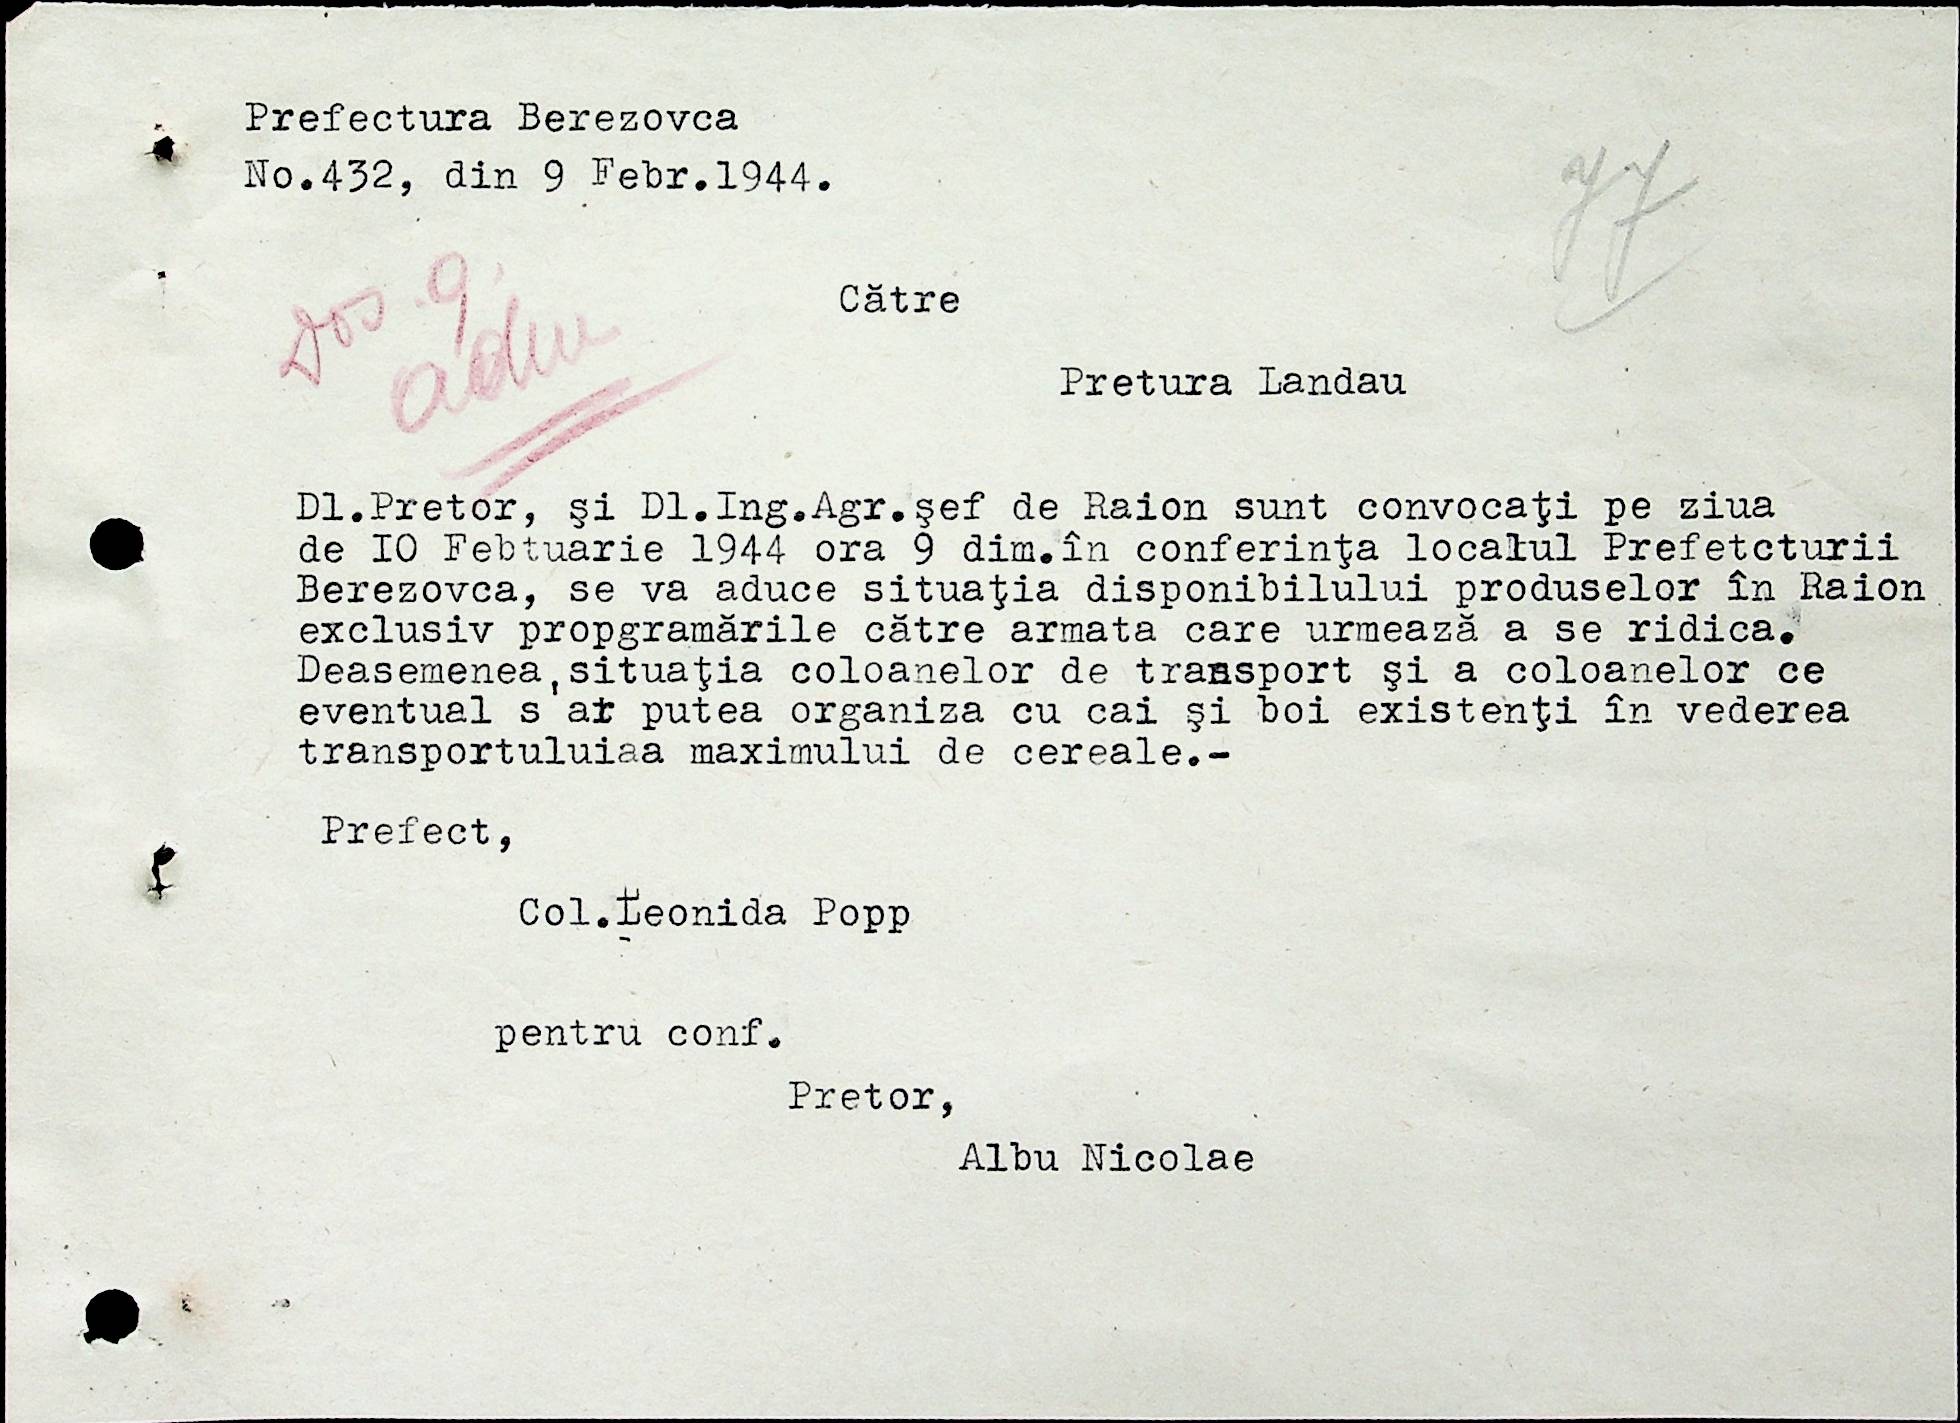 Prefectura Berezovca
No.432, din 9 Febr.1944.
Dos. 9
adm
Către
Pretura Landau
Dl.Pretor, şi Dl.Ing.Agr.şef de Raion sunt convocaţi pe ziua
de IO Febtuarie 1944 ora 9 dim.în conferinţa localul Prefetcturii
Berezovca, se va aduce situaţia disponibilului produselor în Raion
exclusiv propgramările către armata care urmează a se ridica.
Deasemenea,situaţia coloanelor de transport şi a coloanelor ce
eventual s'ar putea organiza cu cai şi boi existenţi în vederea
transportuluiaa maximului de cereale.-
Prefect,
Col.Leonida Popp
pentru conf.
Pretor,
Albu Nicolae